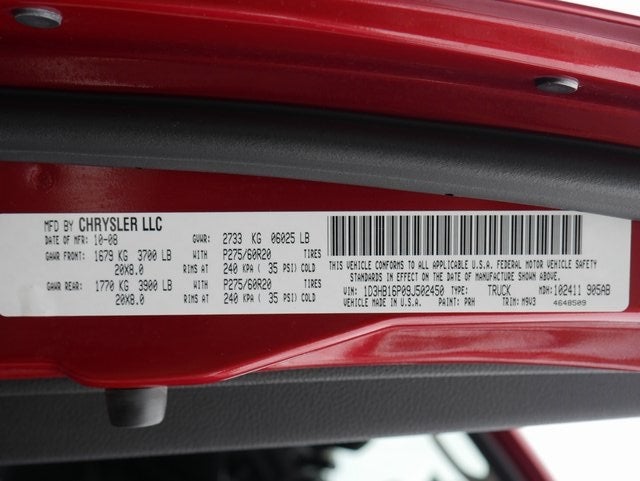 MFD BY CHRYSLER LLC
DATE OF MFR: 10-08 GVWR: 2733 KG 06025 LB
GAWR FRONT: 1679 KG 3700 LB WITH P275/60R20 TIRES
20X8.0 RIMS AT 240 KPA ( 35 PSI) COLD
GAWR REAR: 1770 KG 3900 LB WITH P275/60R20 TIRES
20X8.0 RIMS AT 240 KPA ( 35 PSI) COLD
THIS VEHICLE CONFORMS TO ALL APPLICABLE U.S.A. FEDERAL MOTOR VEHICLE SAFETY
STANDARDS IN EFFECT ON THE DATE OF MANUFACTURE SHOWN ABOVE.
VIN: 1D3HB16P09J502450 TYPE: TRUCK MDH: 102411 905AB
VEHICLE MADE IN U.S.A. PAINT: PRH TRIM: M9V3 4648509